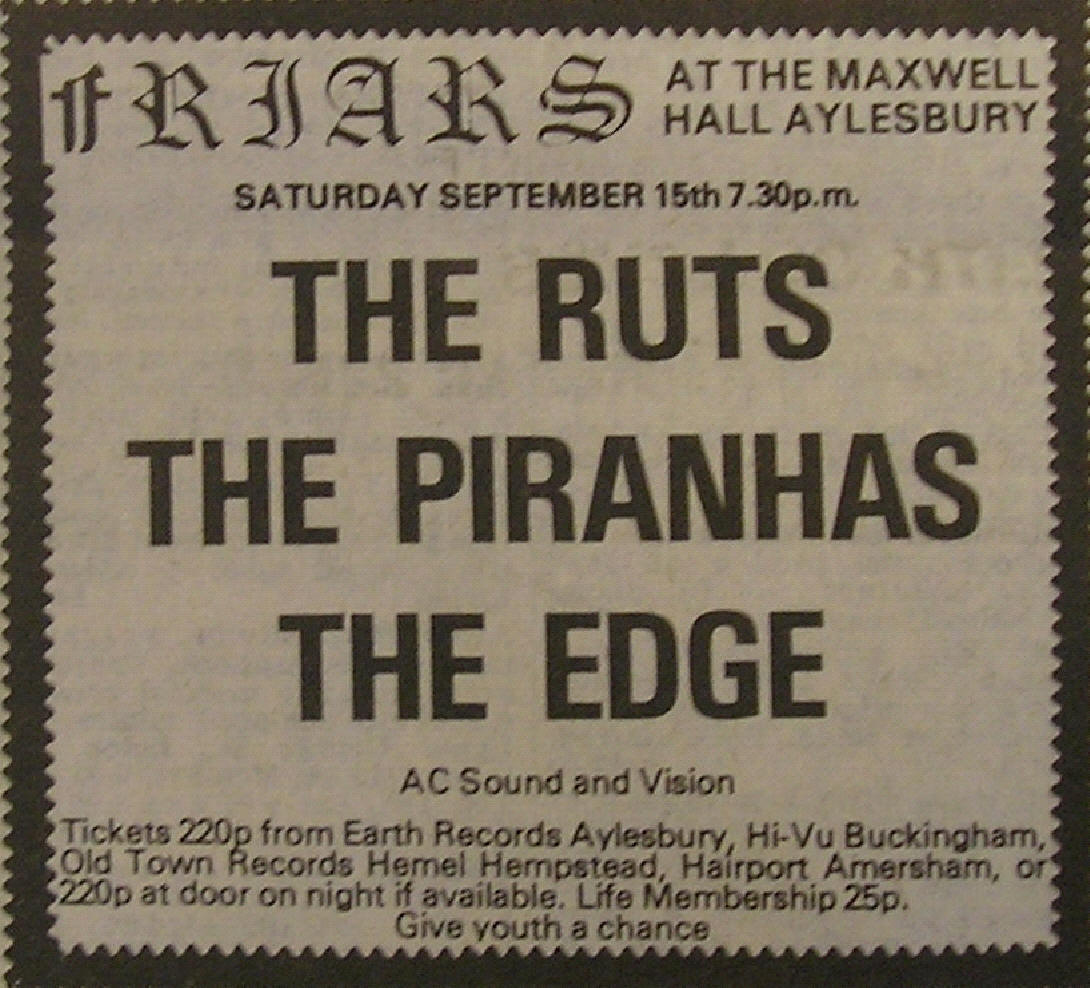 fRIARS AT THE MAXWELL
HALL AYLESBURY
SATURDAY SEPTEMBER 15th 7.30p.m.
THE RUTS
THE PIRANHAS
THE EDGE
AC Sound and Vision
Tickets 220p from Earth Records Aylesbury, Hi-Vu Buckingham,
Old Town Records Hemel Hempstead, Hairport Amersham, or
220p at door on night if available. Life Membership 25p.
Give youth a chance